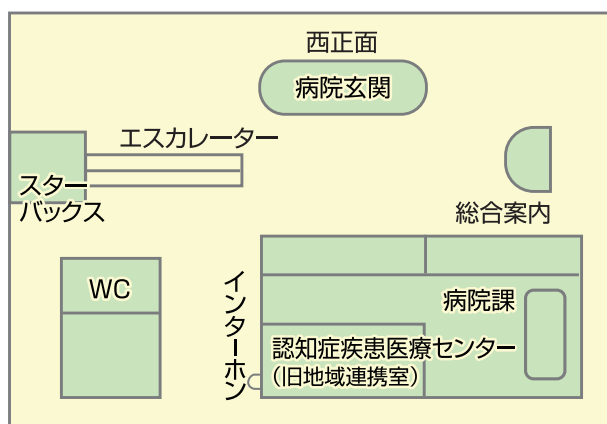 西正面
病院玄関
エスカレーター
スター
バックス
総合案内
WC
インターホン
病院課
認知症疾患医療センター
（旧地域連携室）